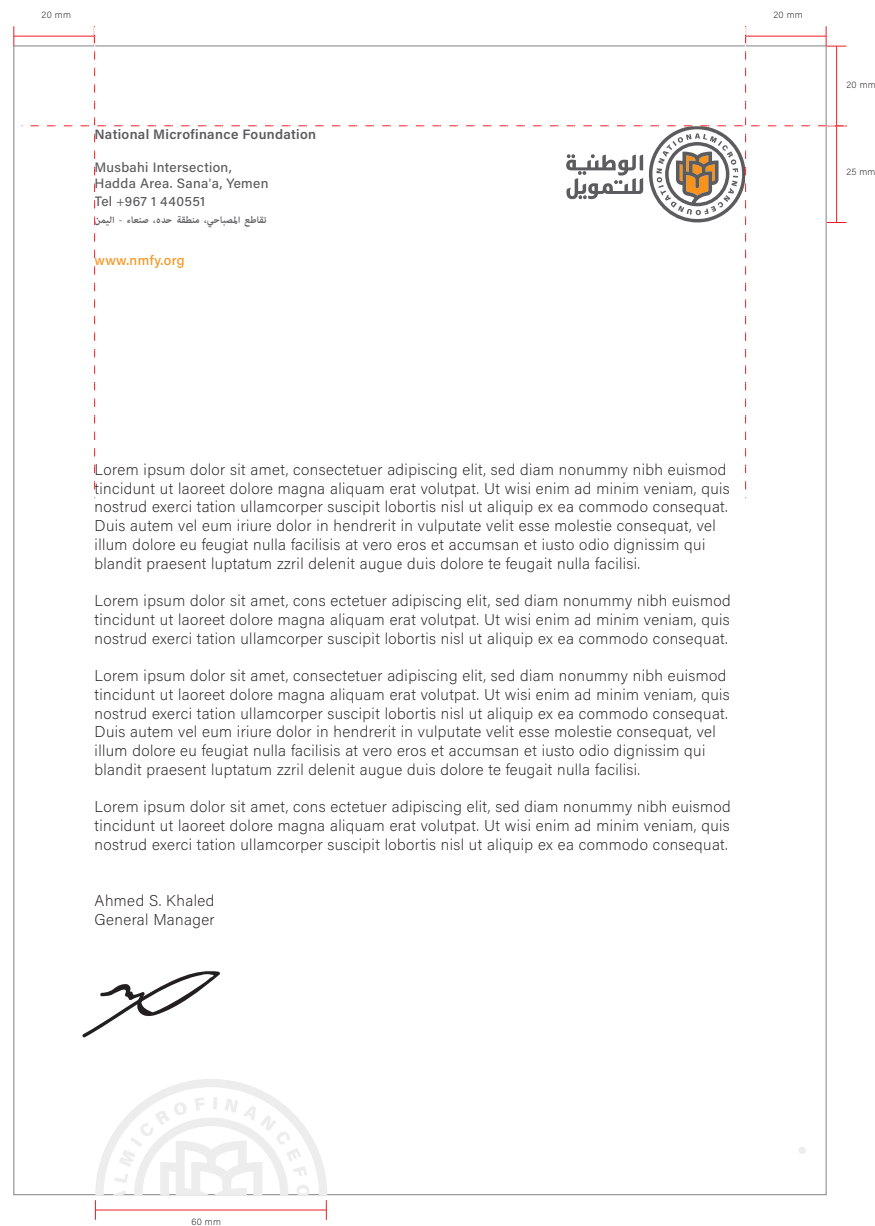 20 mm
20 mm
20 mm
25 mm
National Microfinance Foundation
Musbahi Intersection,
Hadda Area. Sana'a, Yemen
Tel +967 1 440551
تقاطع المصباحي، منطقة حده، صنعاء - اليمن
www.nmfy.org
الوطنية
للتمويل
NATIONALMICROFINANCEFOUNDATION
Lorem ipsum dolor sit amet, consectetuer adipiscing elit, sed diam nonummy nibh euismod
tincidunt ut laoreet dolore magna aliquam erat volutpat. Ut wisi enim ad minim veniam, quis
nostrud exerci tation ullamcorper suscipit lobortis nisl ut aliquip ex ea commodo consequat.
Duis autem vel eum iriure dolor in hendrerit in vulputate velit esse molestie consequat, vel
illum dolore eu feugiat nulla facilisis at vero eros et accumsan et iusto odio dignissim qui
blandit praesent luptatum zzril delenit augue duis dolore te feugait nulla facilisi.
Lorem ipsum dolor sit amet, cons ectetuer adipiscing elit, sed diam nonummy nibh euismod
tincidunt ut laoreet dolore magna aliquam erat volutpat. Ut wisi enim ad minim veniam, quis
nostrud exerci tation ullamcorper suscipit lobortis nisl ut aliquip ex ea commodo consequat.
Lorem ipsum dolor sit amet, consectetuer adipiscing elit, sed diam nonummy nibh euismod
tincidunt ut laoreet dolore magna aliquam erat volutpat. Ut wisi enim ad minim veniam, quis
nostrud exerci tation ullamcorper suscipit lobortis nisl ut aliquip ex ea commodo consequat.
Duis autem vel eum iriure dolor in hendrerit in vulputate velit esse molestie consequat, vel
illum dolore eu feugiat nulla facilisis at vero eros et accumsan et iusto odio dignissim qui
blandit praesent luptatum zzril delenit augue duis dolore te feugait nulla facilisi.
Lorem ipsum dolor sit amet, cons ectetuer adipiscing elit, sed diam nonummy nibh euismod
tincidunt ut laoreet dolore magna aliquam erat volutpat. Ut wisi enim ad minim veniam, quis
nostrud exerci tation ullamcorper suscipit lobortis nisl ut aliquip ex ea commodo consequat.
Ahmed S. Khaled
General Manager
ALMICROFINANCEFO
60 mm